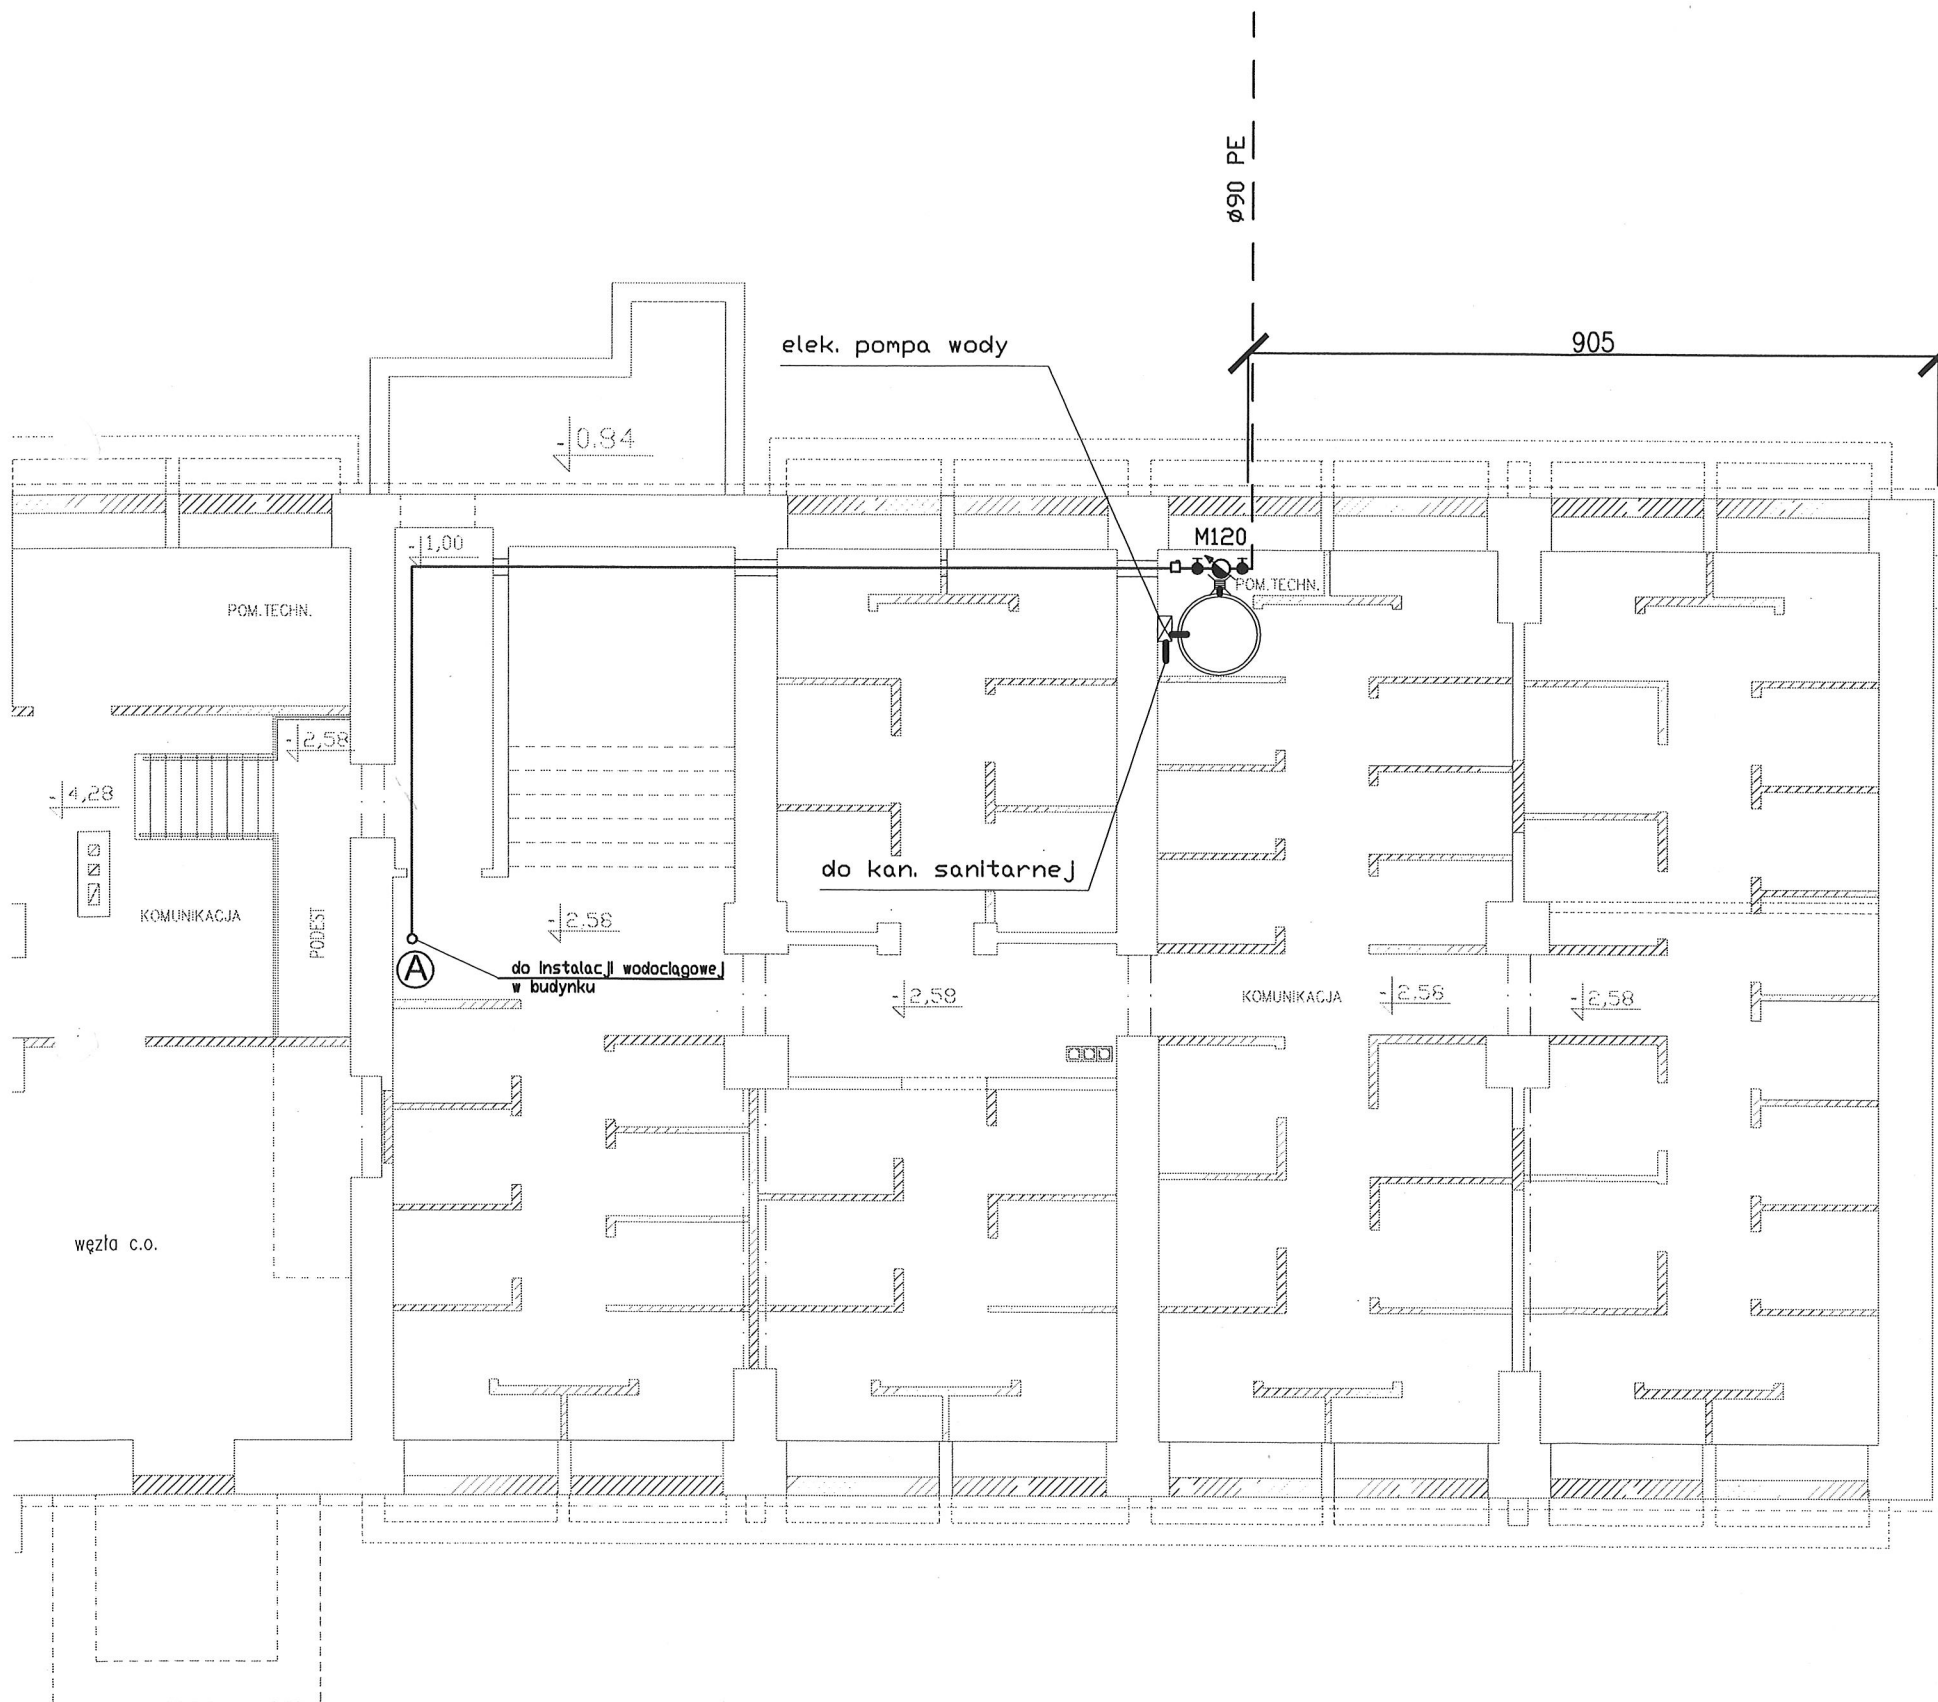 ø90 PE
905
elek. pompa wody
-0.84
M120
-1,00
POM.TECHN.
POM.TECHN.
-2,58
-4,28
do kan. sanitarnej
KOMUNIKACJA
PODEST
-2.58
A
do instalacji wodociągowej
w budynku
-2,58
KOMUNIKACJA
-2.58
-2,58
węzła c.o.